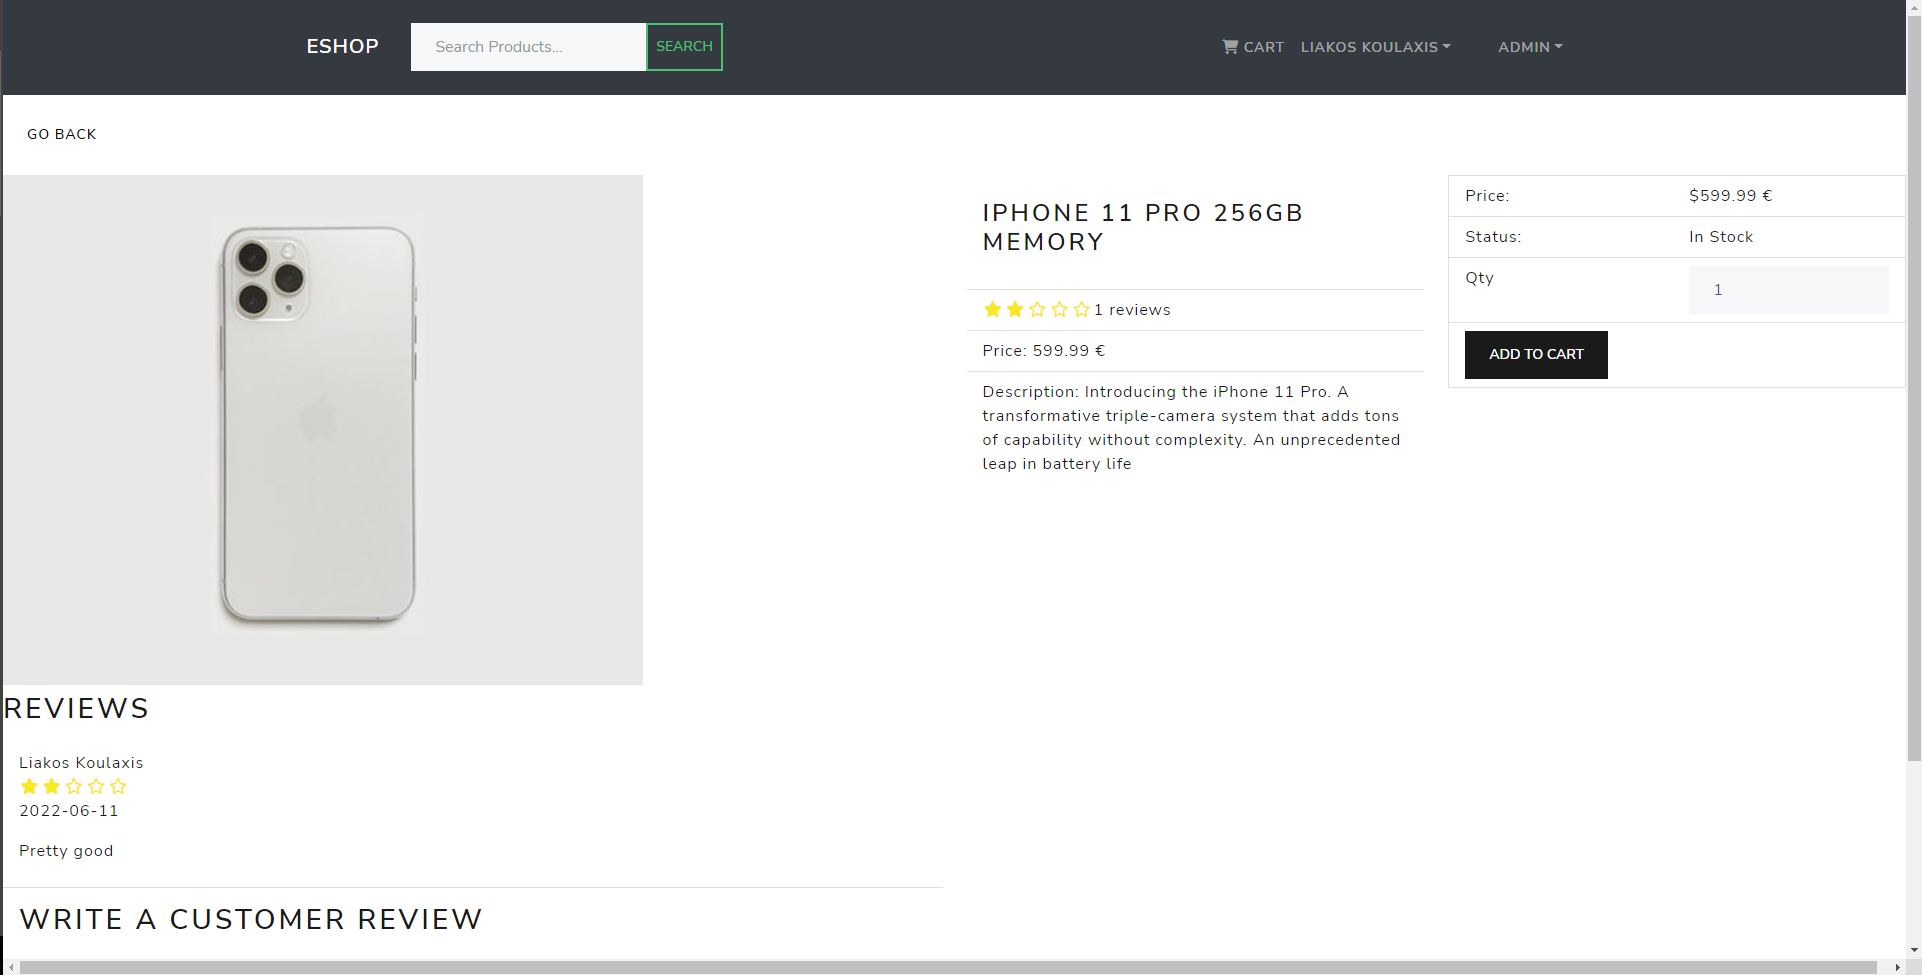 ESHOP
Search Products...
SEARCH
CART
LIAKOS KOULAXIS
ADMIN
GO BACK
IPHONE 11 PRO 256GB
MEMORY
1 reviews
Price: 599.99 €
Description: Introducing the iPhone 11 Pro. A
transformative triple-camera system that adds tons
of capability without complexity. An unprecedented
leap in battery life
Price: $599.99 €
Status: In Stock
Qty 1
ADD TO CART
REVIEWS
Liakos Koulaxis
2022-06-11
Pretty good
WRITE A CUSTOMER REVIEW